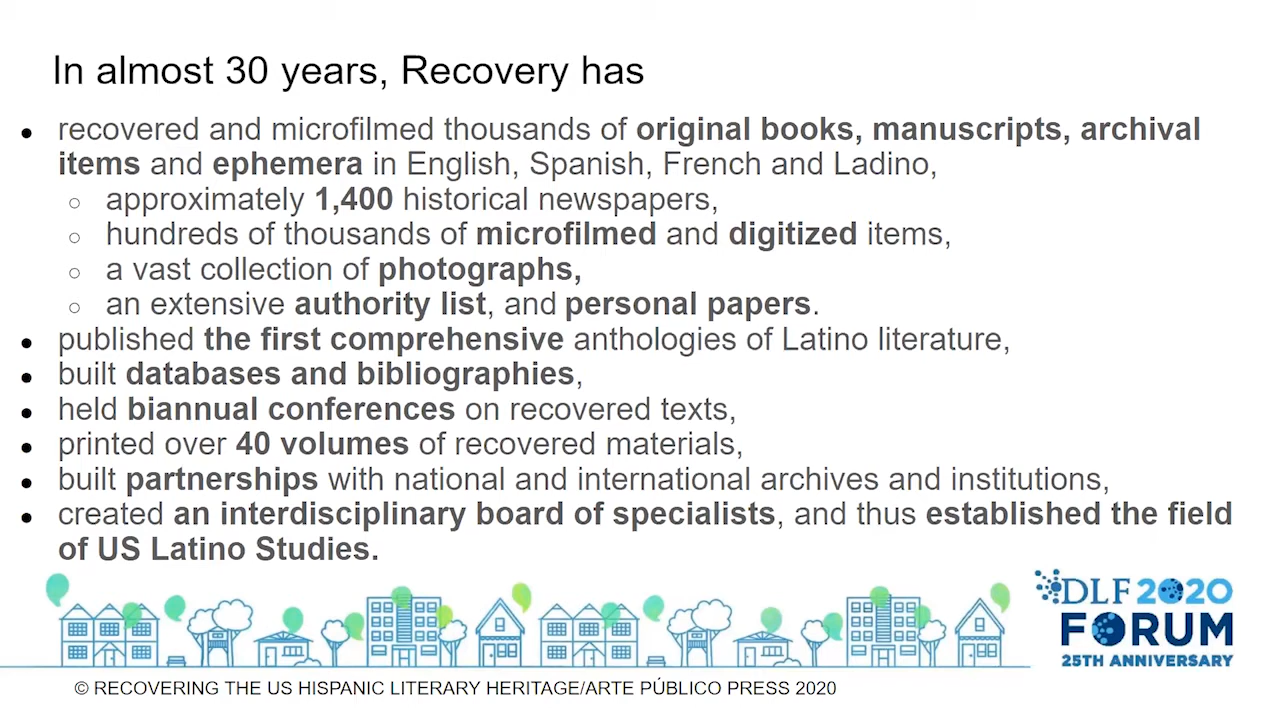 In almost 30 years, Recovery has
● recovered and microfilmed thousands of original books, manuscripts, archival
items and ephemera in English, Spanish, French and Ladino,
○ approximately 1,400 historical newspapers,
○ hundreds of thousands of microfilmed and digitized items,
○ a vast collection of photographs,
○ an extensive authority list, and personal papers.
● published the first comprehensive anthologies of Latino literature,
● built databases and bibliographies,
● held biannual conferences on recovered texts,
● printed over 40 volumes of recovered materials,
● built partnerships with national and international archives and institutions,
● created an interdisciplinary board of specialists, and thus established the field
of US Latino Studies.
DLF 2020
FORUM
25TH ANNIVERSARY
© RECOVERING THE US HISPANIC LITERARY HERITAGE/ARTE PÚBLICO PRESS 2020